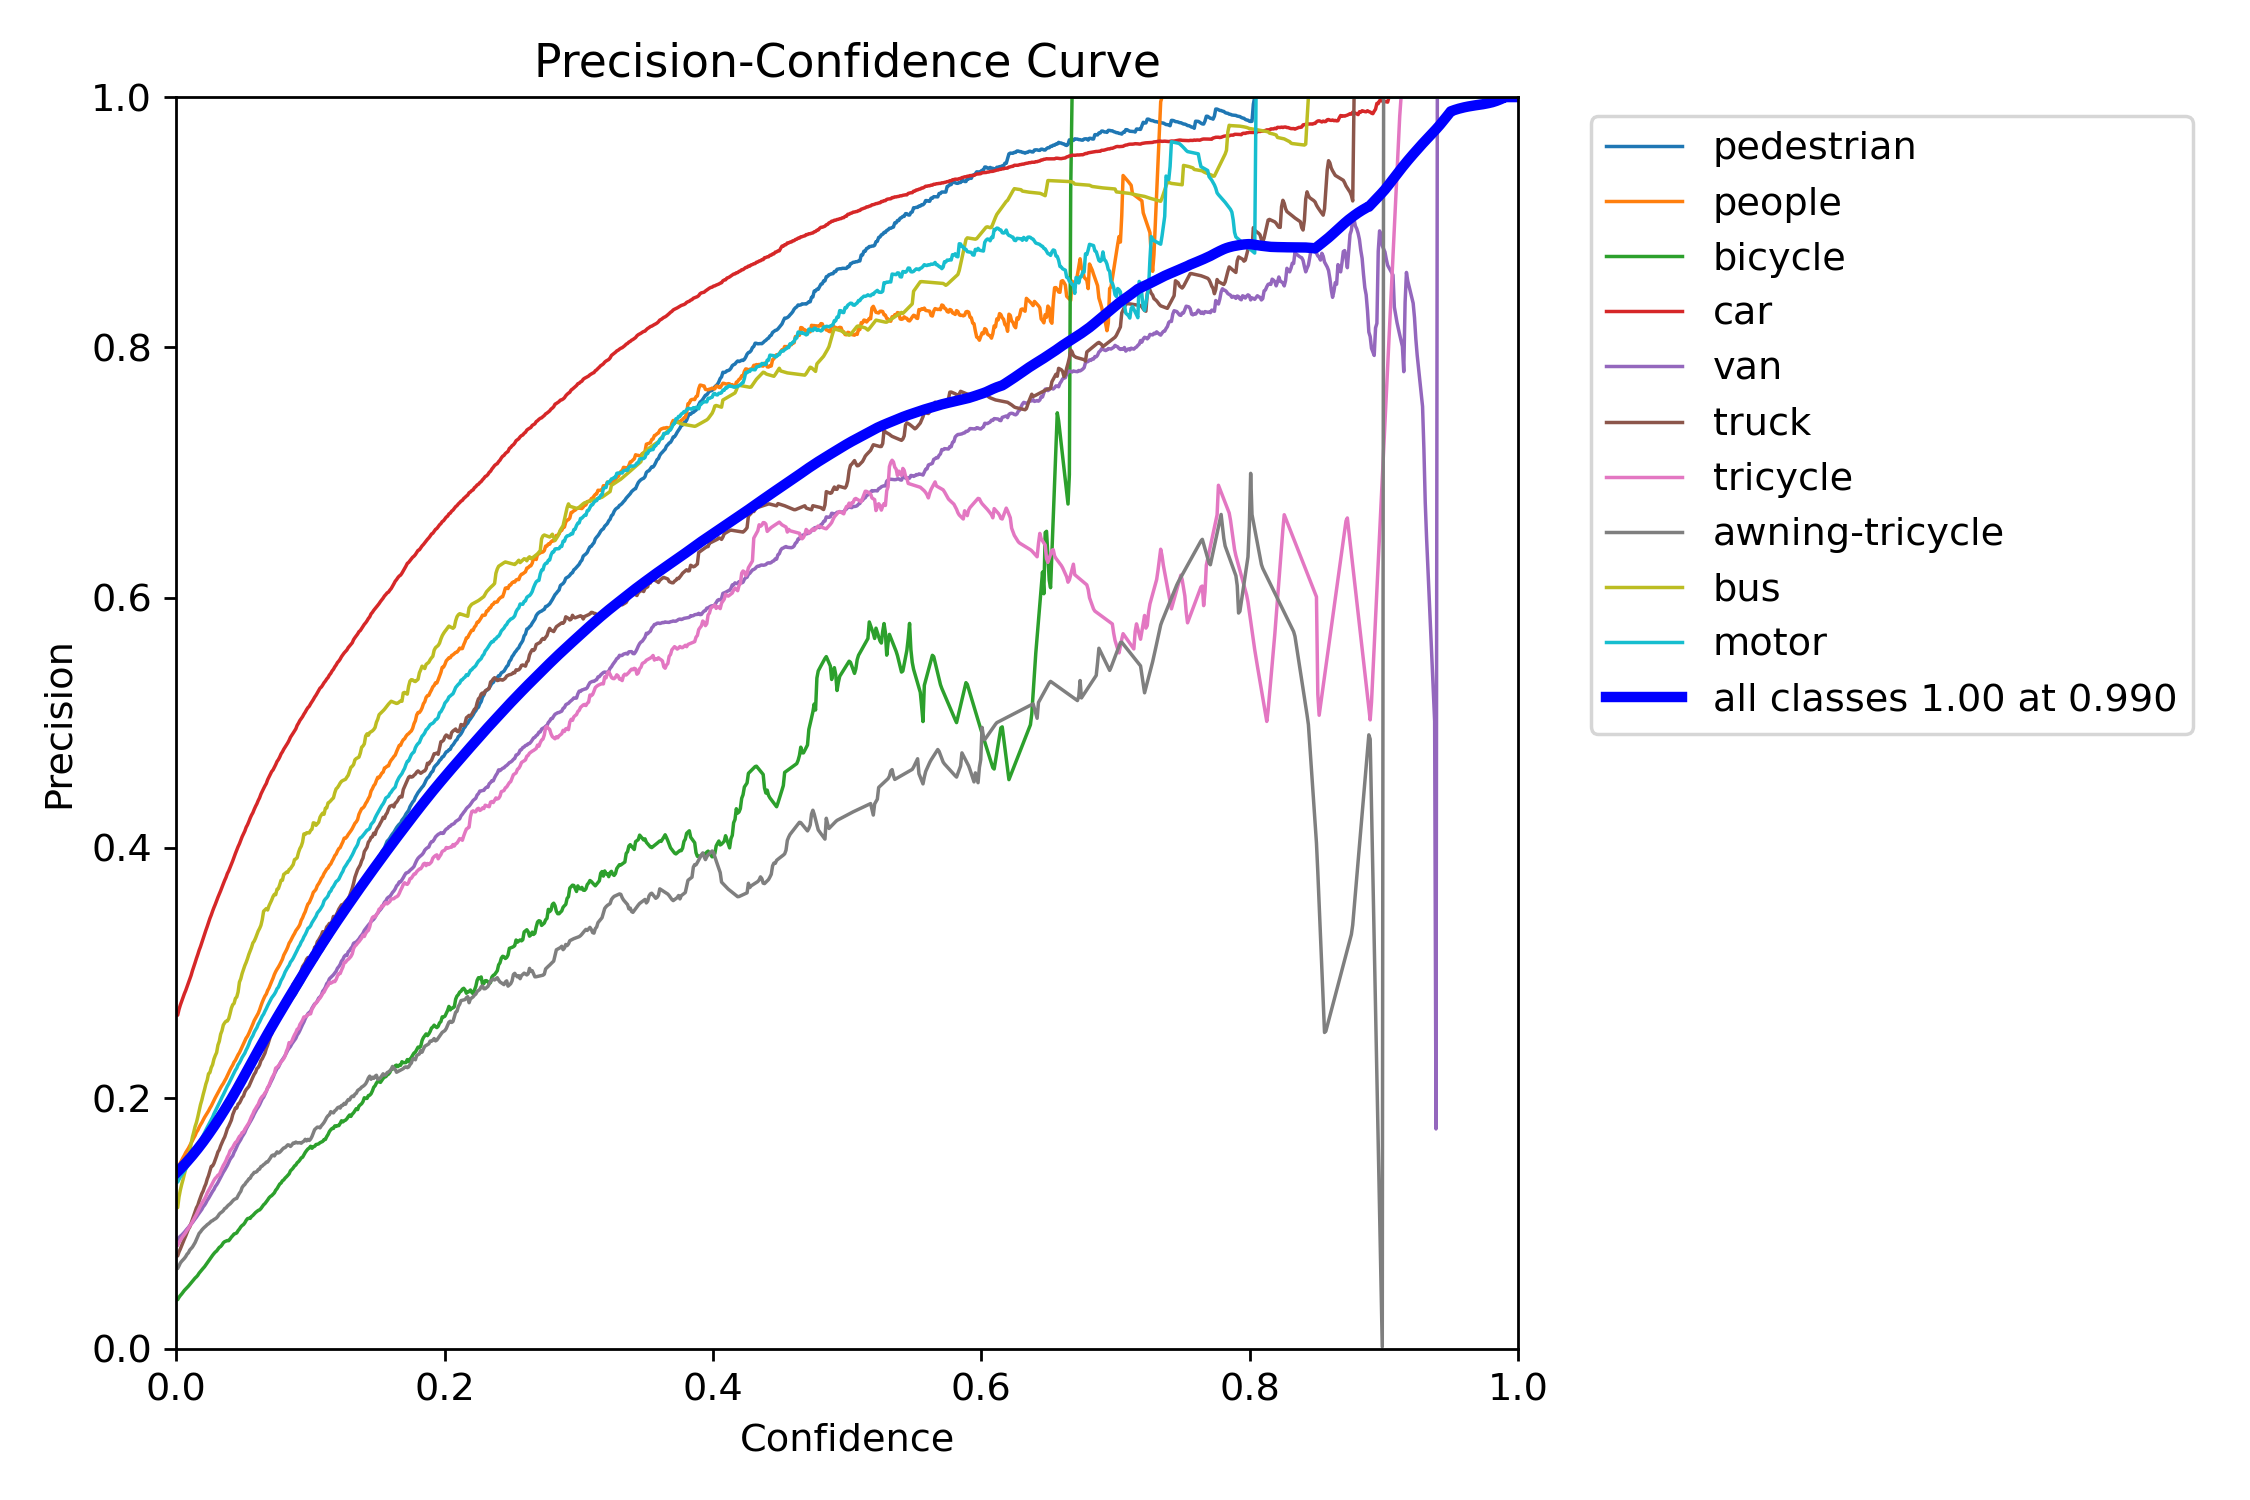 Precision-Confidence Curve
1.0
0.8
0.6
0.4
0.2
0.0
Precision
0.0 0.2 0.4 0.6 0.8 1.0
Confidence
pedestrian
people
bicycle
car
van
truck
tricycle
awning-tricycle
bus
motor
all classes 1.00 at 0.990